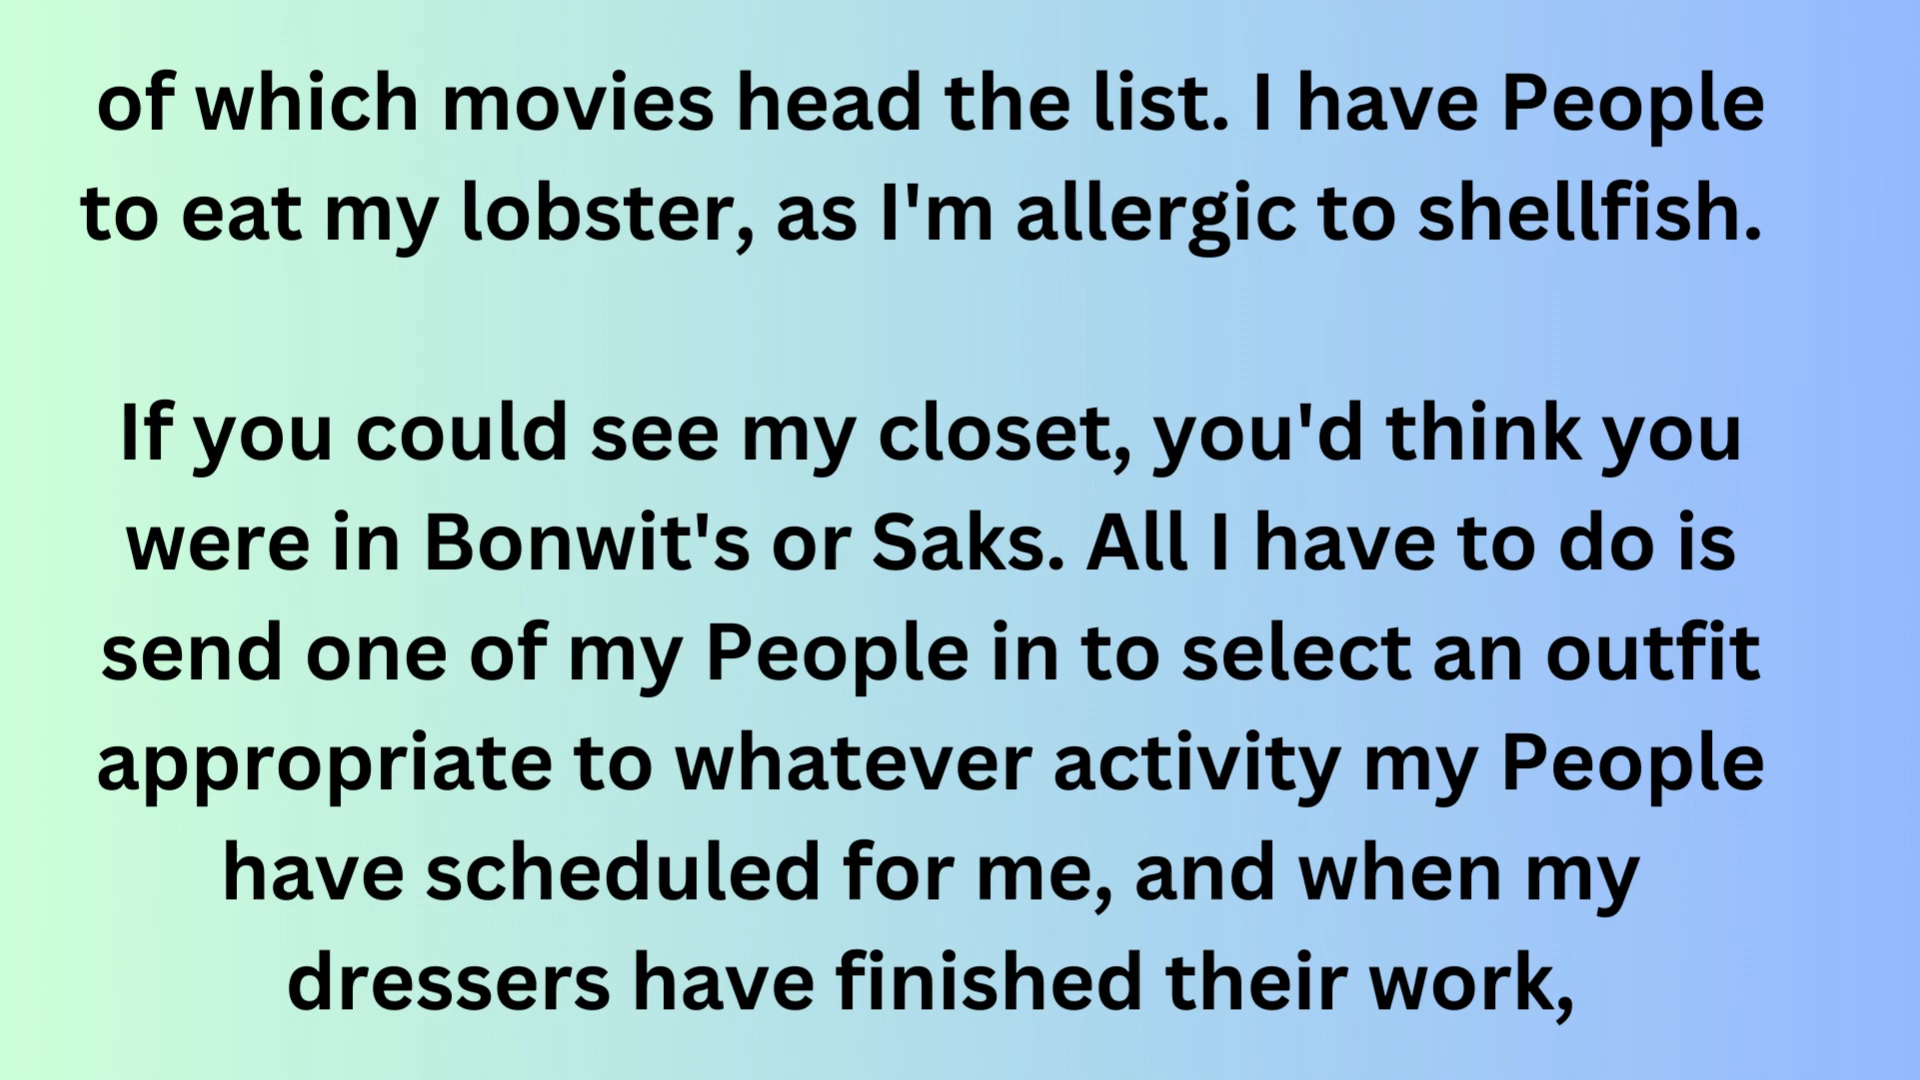 of which movies head the list. I have People
to eat my lobster, as I'm allergic to shellfish.
If you could see my closet, you'd think you
were in Bonwit's or Saks. All I have to do is
send one of my People in to select an outfit
appropriate to whatever activity my People
have scheduled for me, and when my
dressers have finished their work,